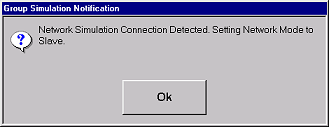 Group Simulation Notification
Network Simulation Connection Detected. Setting Network Mode to
Slave.
Ok